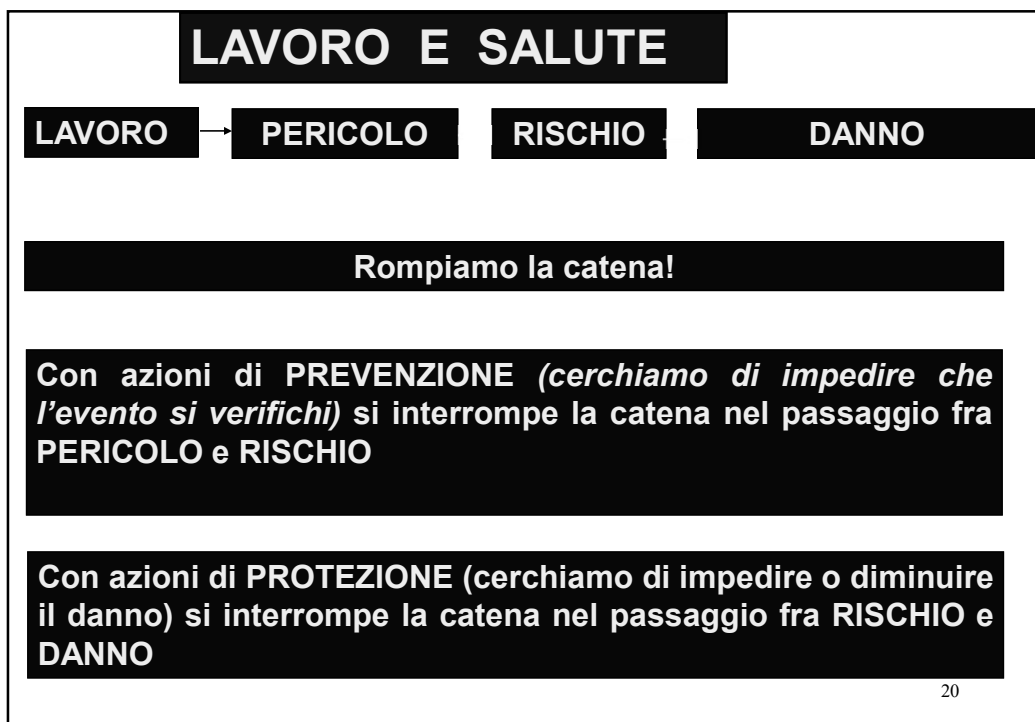 LAVORO E SALUTE
LAVORO PERICOLO RISCHIO DANNO
Rompiamo la catena!
Con azioni di PREVENZIONE (cerchiamo di impedire che
l’evento si verifichi) si interrompe la catena nel passaggio fra
PERICOLO e RISCHIO
Con azioni di PROTEZIONE (cerchiamo di impedire o diminuire
il danno) si interrompe la catena nel passaggio fra RISCHIO e
DANNO
20